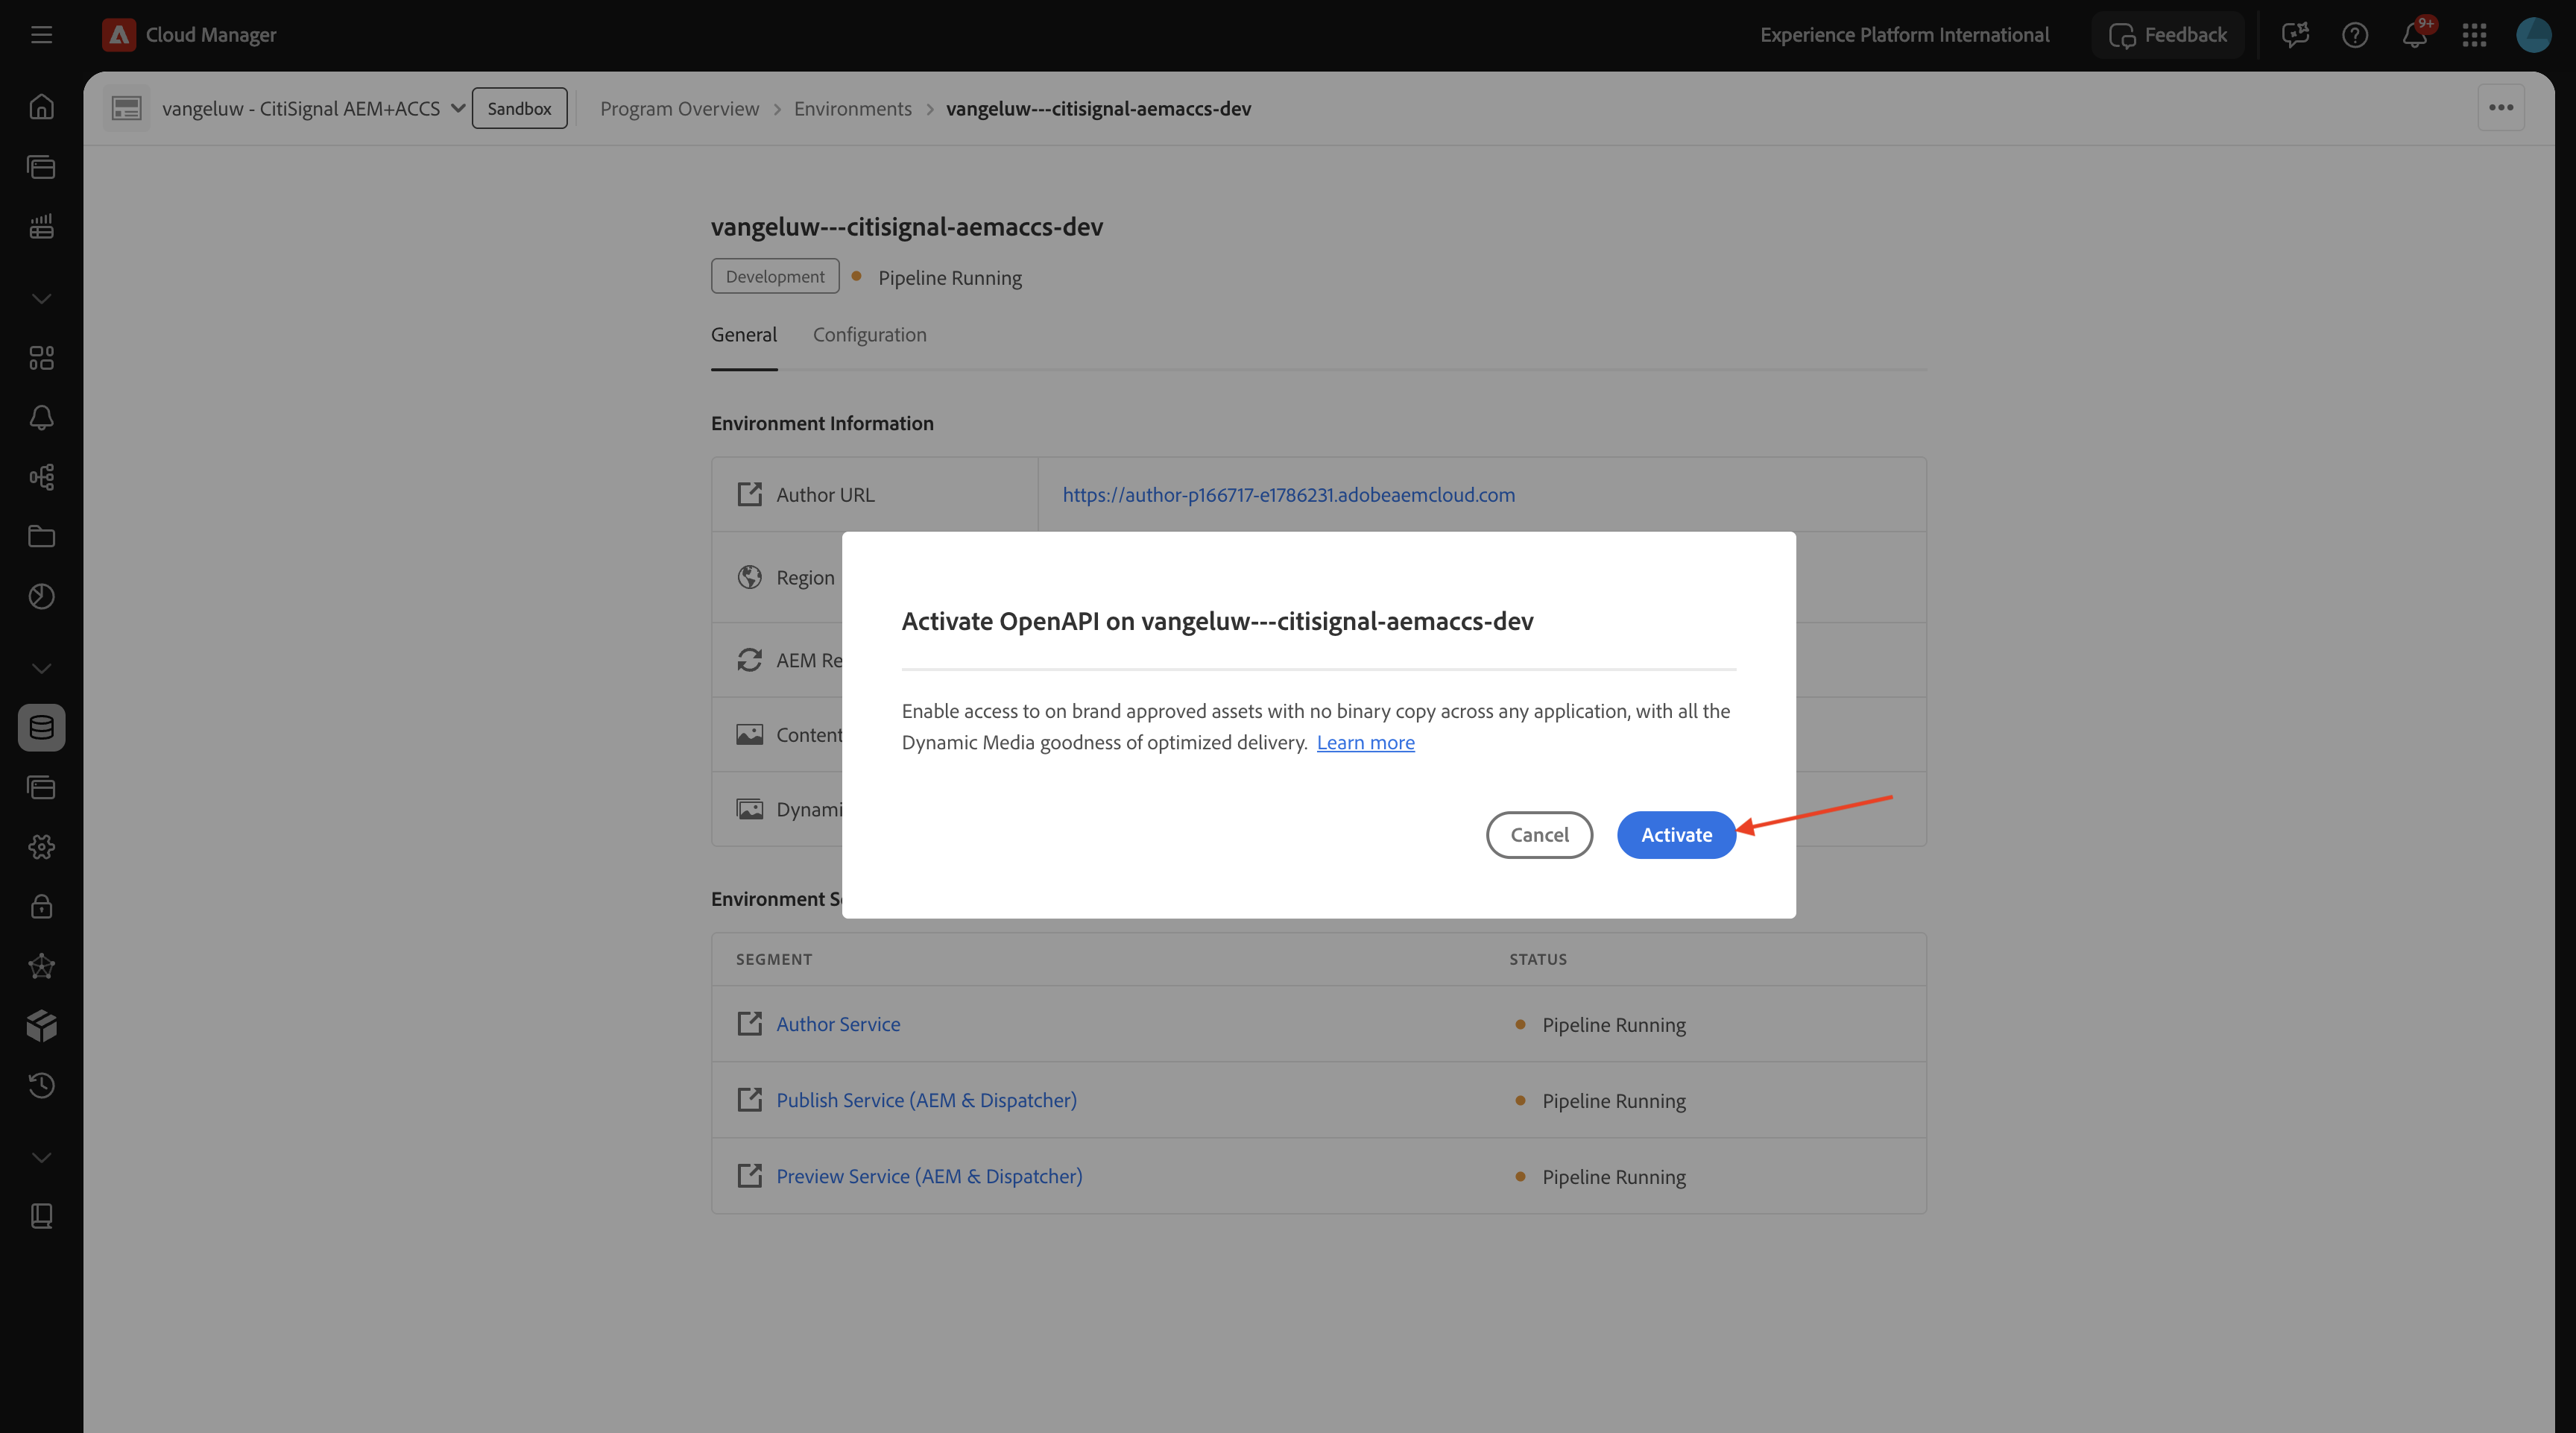 Cloud Manager
Experience Platform International
Feedback
9+
vangeluw - CitiSignal AEM+ACCS
Sandbox
Program Overview > Environments > vangeluw---citisignal-aemaccs-dev
vangeluw---citisignal-aemaccs-dev
Development
Pipeline Running
General
Configuration
Environment Information
Author URL
https://author-p166717-e1786231.adobeaemcloud.com
Region
AEM Re
Content
Dynami
Activate OpenAPI on vangeluw---citisignal-aemaccs-dev
Enable access to on brand approved assets with no binary copy across any application, with all the
Dynamic Media goodness of optimized delivery. Learn more
Cancel
Activate
Environment S
SEGMENT
STATUS
Author Service
Pipeline Running
Publish Service (AEM & Dispatcher)
Pipeline Running
Preview Service (AEM & Dispatcher)
Pipeline Running